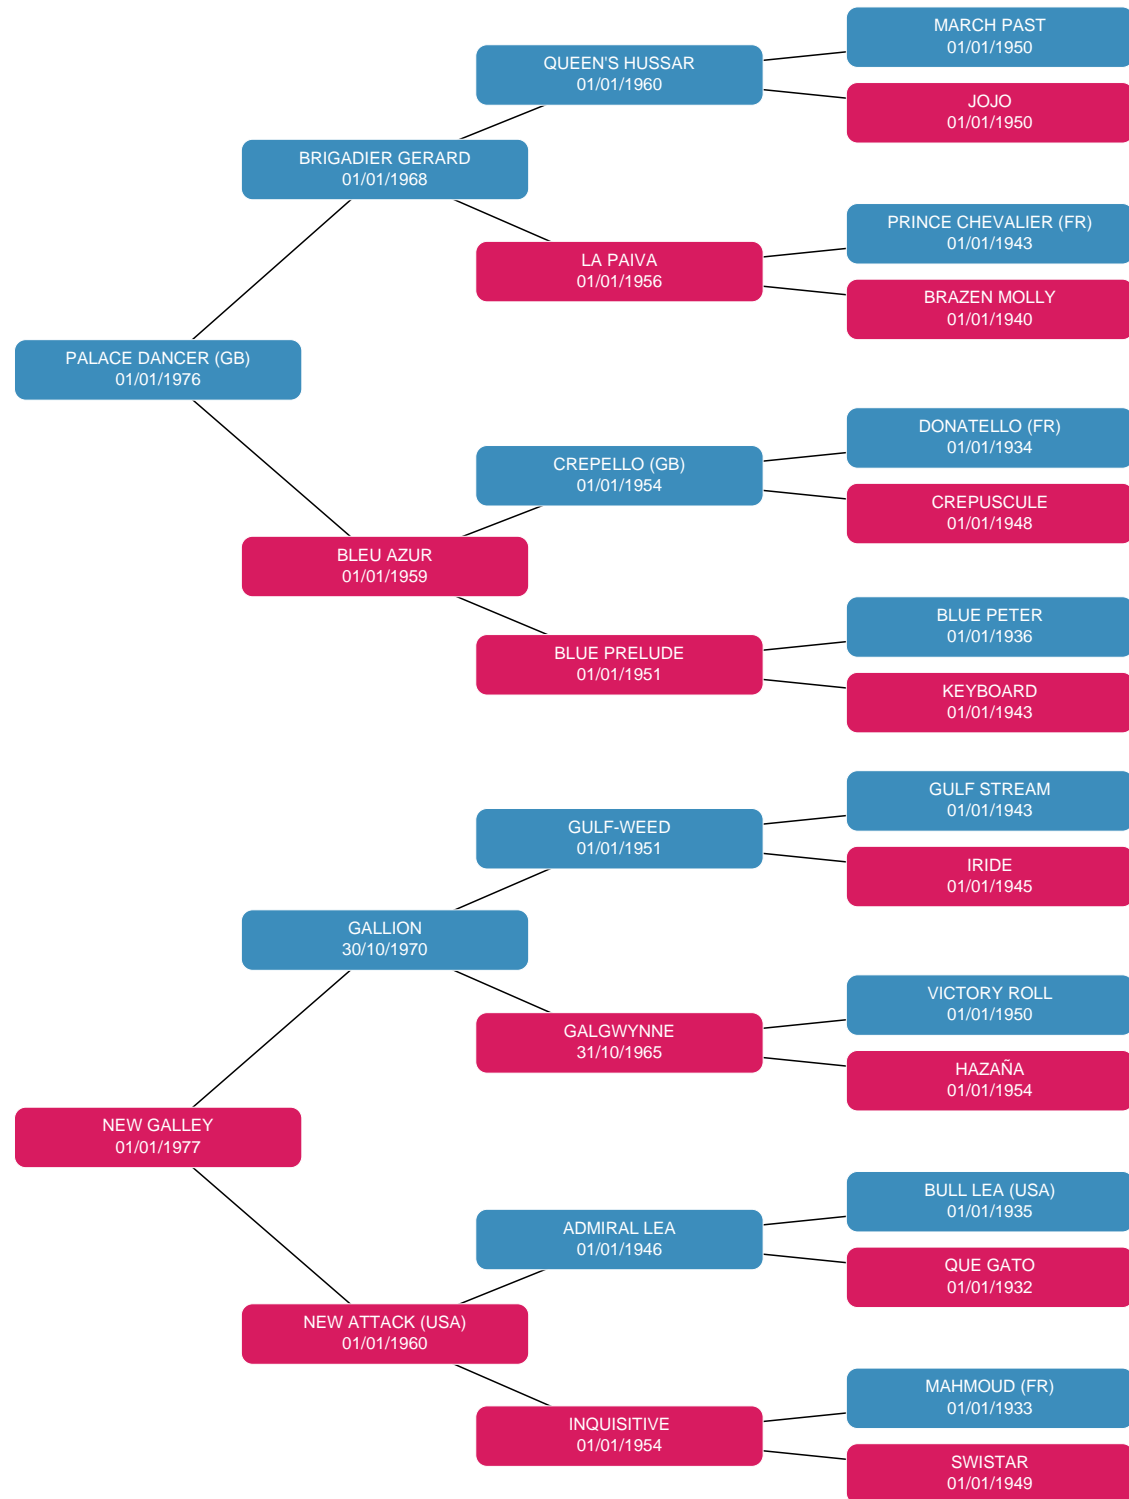 MARCH PAST
01/01/1950
QUEEN'S HUSSAR
01/01/1960
JOJO
01/01/1950
BRIGADIER GERARD
01/01/1968
PRINCE CHEVALIER (FR)
01/01/1943
LA PAIVA
01/01/1956
BRAZEN MOLLY
01/01/1940
PALACE DANCER (GB)
01/01/1976
DONATELLO (FR)
01/01/1934
CREPELLO (GB)
01/01/1954
CREPUSCULE
01/01/1948
BLEU AZUR
01/01/1959
BLUE PETER
01/01/1936
BLUE PRELUDE
01/01/1951
KEYBOARD
01/01/1943
GULF STREAM
01/01/1943
GULF-WEED
01/01/1951
IRIDE
01/01/1945
GALLION
30/10/1970
VICTORY ROLL
01/01/1950
GALGWYNNE
31/10/1965
HAZAÑA
01/01/1954
NEW GALLEY
01/01/1977
BULL LEA (USA)
01/01/1935
ADMIRAL LEA
01/01/1946
QUE GATO
01/01/1932
NEW ATTACK (USA)
01/01/1960
MAHMOUD (FR)
01/01/1933
INQUISITIVE
01/01/1954
SWISTAR
01/01/1949